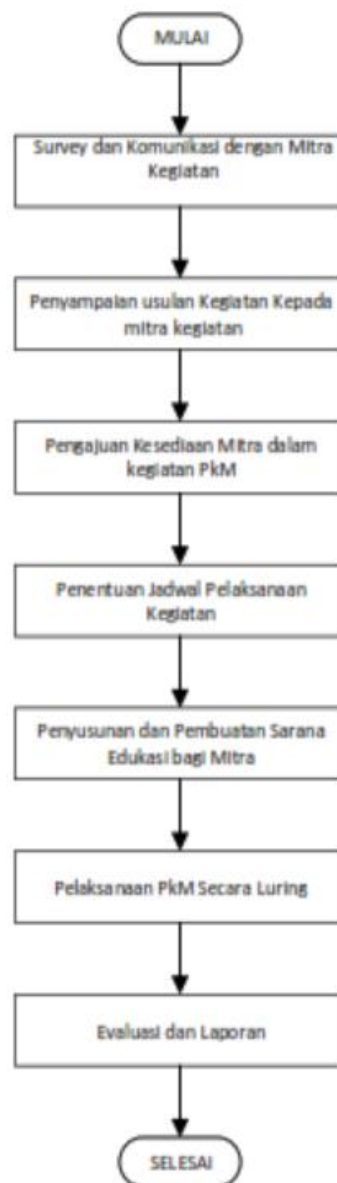 MULAI
Survey dan Komunikasi dengan Mitra
Kegiatan
Penyampaian usulan Kegiatan Kepada
mitra kegiatan
Pengajuan Kesediaan Mitra dalam
kegiatan PkM
Penentuan Jadwal Pelaksanaan
Kegiatan
Penyusunan dan Pembuatan Sarana
Edukasi bagi Mitra
Pelaksanaan PkM Secara Luring
Evaluasi dan Laporan
SELESAI